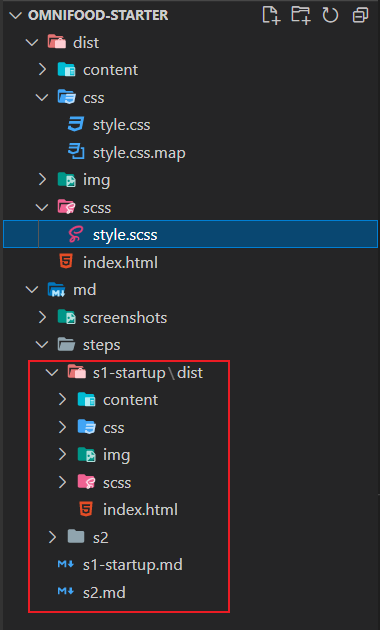 OMNIFOOD-STARTER
dist
content
css
style.css
style.css.map
img
scss
style.scss
index.html
md
screenshots
steps
s1-startup\dist
content
css
img
scss
index.html
s2
s1-startup.md
s2.md